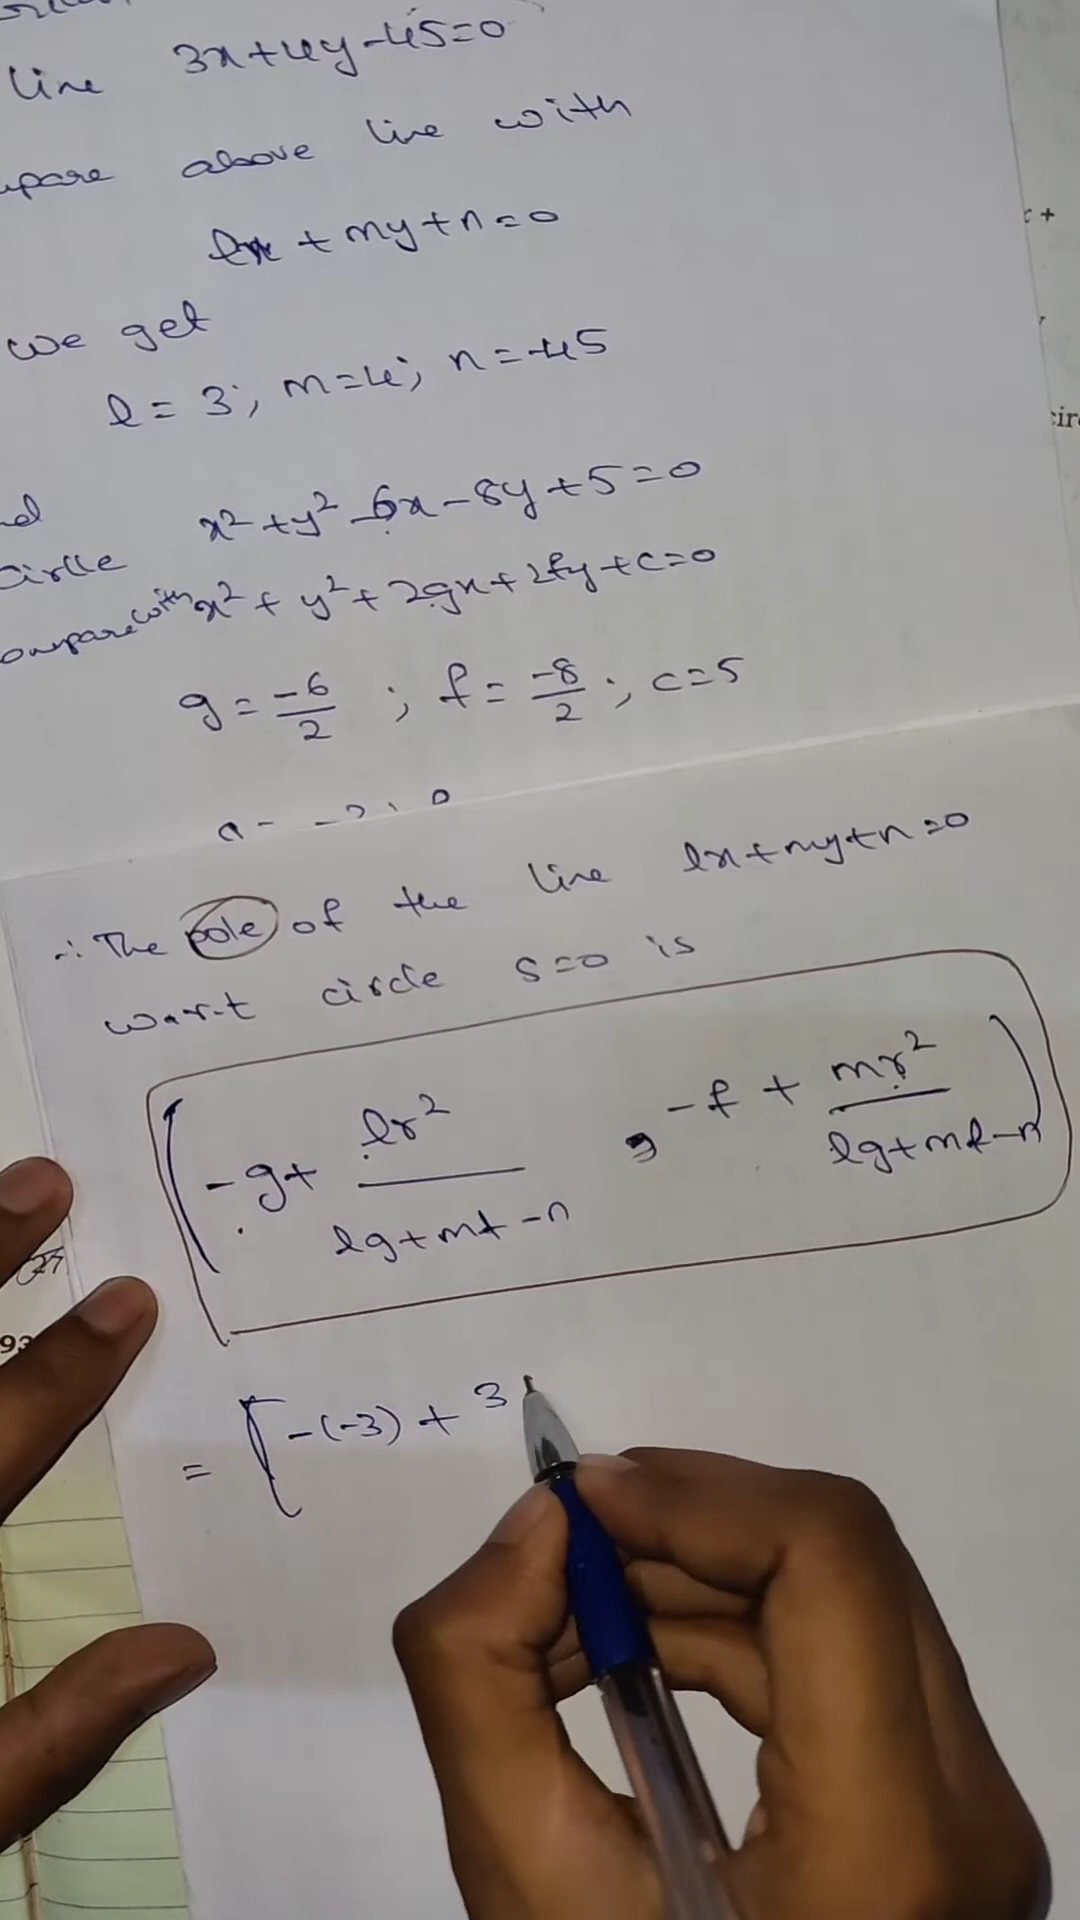 line 3x+4y-45=0
above line with
lx + my+n=0
we get
l = 3; m=4; n=-45
x²+y²-6x-8y+5=0
circle
compare with x² + y²+2gx+2fy+c=0
g = -6/2 ; f = -8/2 ; c=5
∴ The pole of the line lx+my+n=0
w.r.t circle s=0 is
(-g+ lr²/lg+mf-n , -f + mr²/lg+mf-n)
= [-(-3) + 3